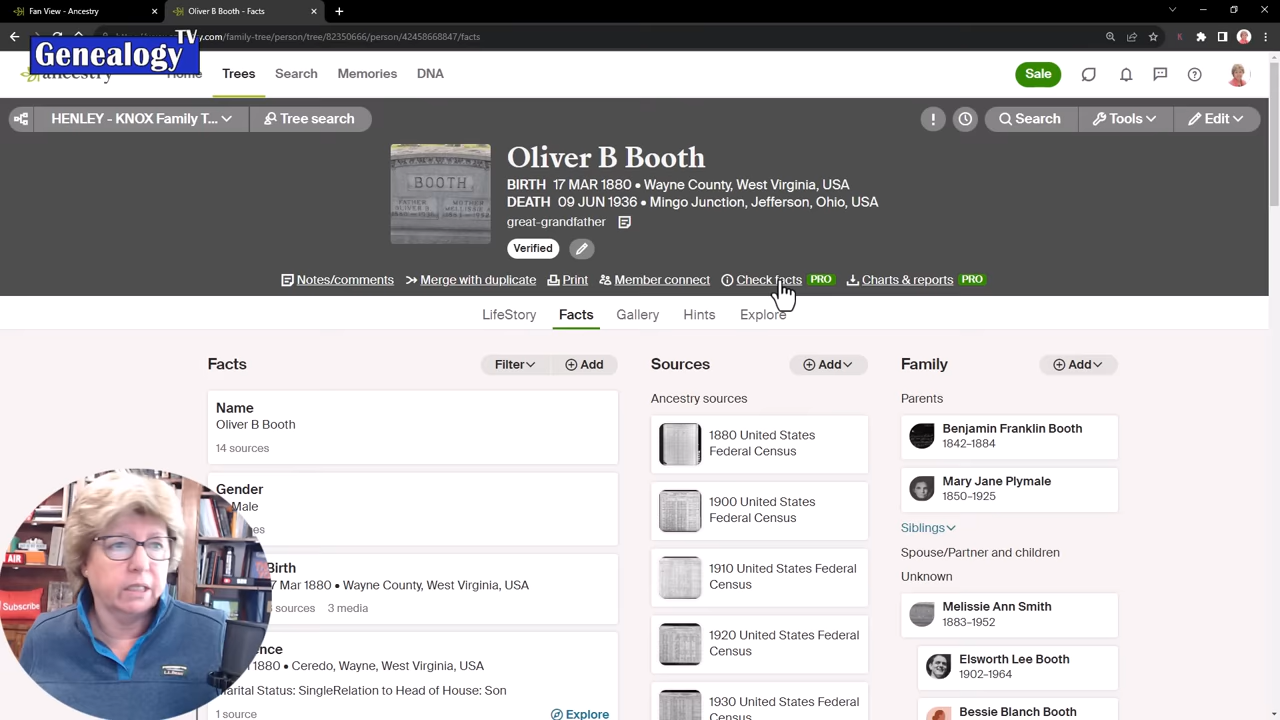 Fan View - Ancestry
Oliver B Booth - Facts
Genealogy TV
.com/family-tree/person/tree/82350666/person/42458668847/facts
ancestry
Home
Trees
Search
Memories
DNA
Sale
HENLEY - KNOX Family T...
Tree search
Search
Tools
Edit
BOOTH
FATHER
MOTHER
Oliver B Booth
BIRTH 17 MAR 1880 • Wayne County, West Virginia, USA
DEATH 09 JUN 1936 • Mingo Junction, Jefferson, Ohio, USA
great-grandfather
Verified
Notes/comments
Merge with duplicate
Print
Member connect
Check facts PRO
Charts & reports PRO
LifeStory
Facts
Gallery
Hints
Explore
Facts
Filter
Add
Name
Oliver B Booth
14 sources
Gender
Male
es
Birth
7 Mar 1880 • Wayne County, West Virginia, USA
sources 3 media
ence
1880 • Ceredo, Wayne, West Virginia, USA
arital Status: SingleRelation to Head of House: Son
1 source
Explore
Sources
Add
Ancestry sources
1880 United States
Federal Census
1900 United States
Federal Census
1910 United States Federal
Census
1920 United States Federal
Census
1930 United States Federal
Census
Family
Add
Parents
Benjamin Franklin Booth
1842–1884
Mary Jane Plymale
1850–1925
Siblings
Spouse/Partner and children
Unknown
Melissie Ann Smith
1883–1952
Elsworth Lee Booth
1902–1964
Bessie Blanch Booth
AIR
Subscribe